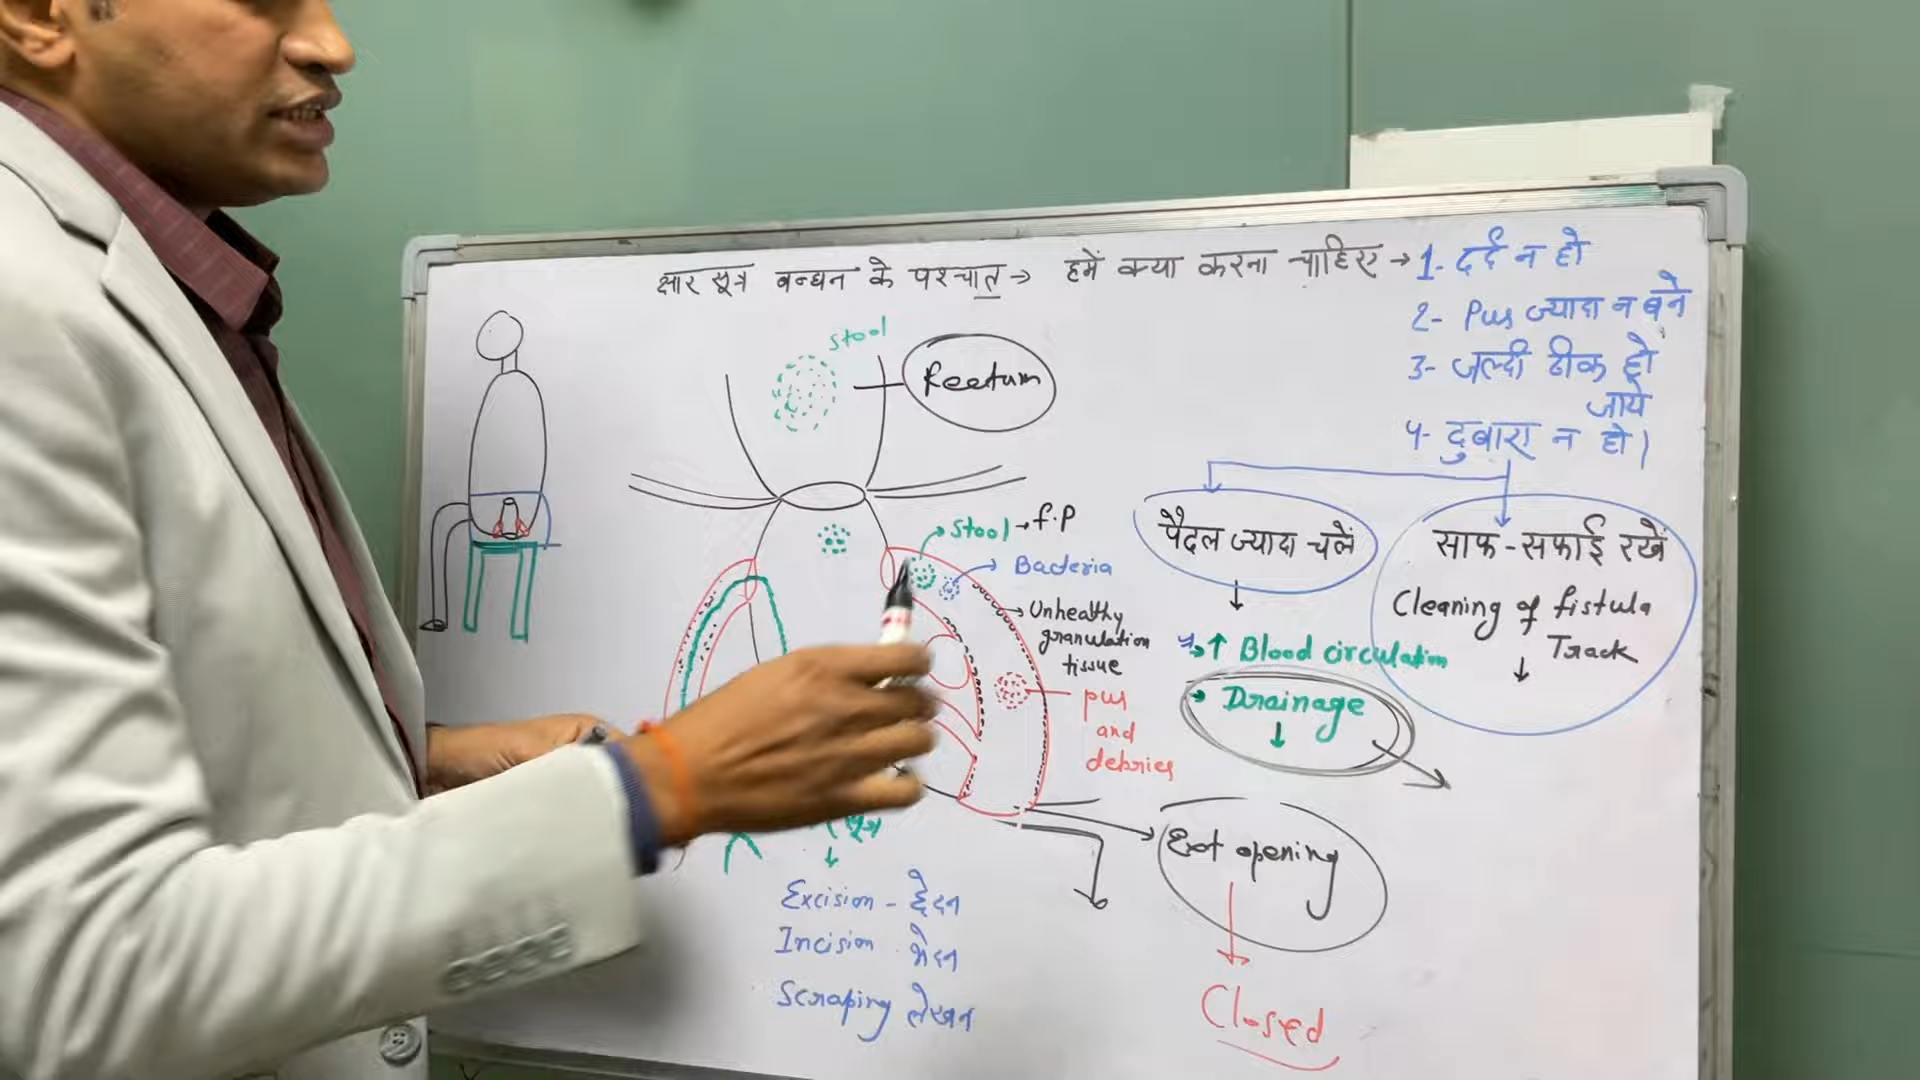 क्षार सूत्र बन्धन के पश्चात → हमें क्या करना चाहिए →
1- दर्द न हो
2- Pus ज्यादा न बने
3- जल्दी ठीक हो
जाये
4- दुबारा न हो।
stool
Rectum
stool → f.p
Bacteria
Unhealthy
granulation
tissue
pus
and
debries
पैदल ज्यादा चलें
↑ Blood circulation
Drainage
साफ-सफाई रखें
Cleaning of fistula
Track
Ext opening
Closed
सूत्र
Excision - छेदन
Incision भेदन
Scraping लेखन